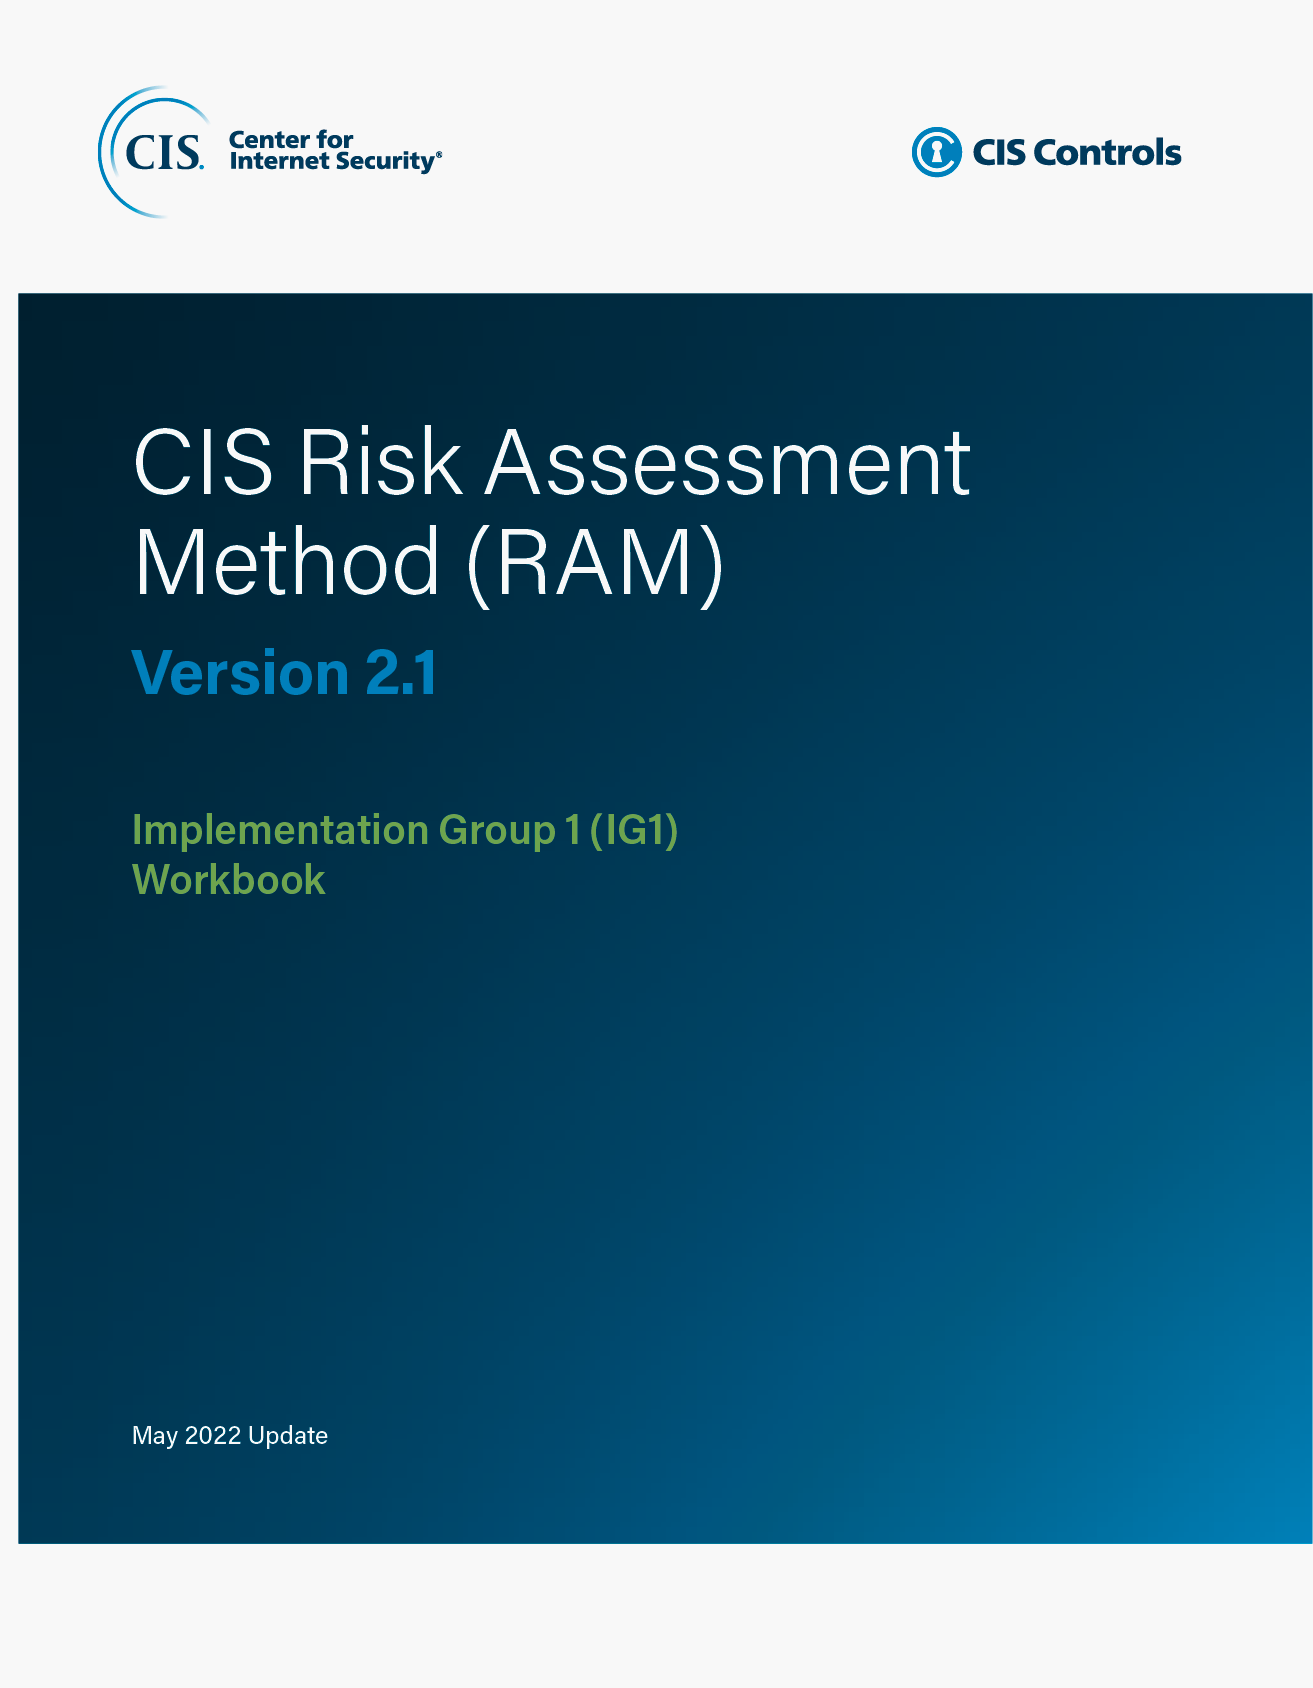 CIS.
Center for
Internet Security®
CIS Controls
CIS Risk Assessment
Method (RAM)
Version 2.1
Implementation Group 1 (IG1)
Workbook
May 2022 Update